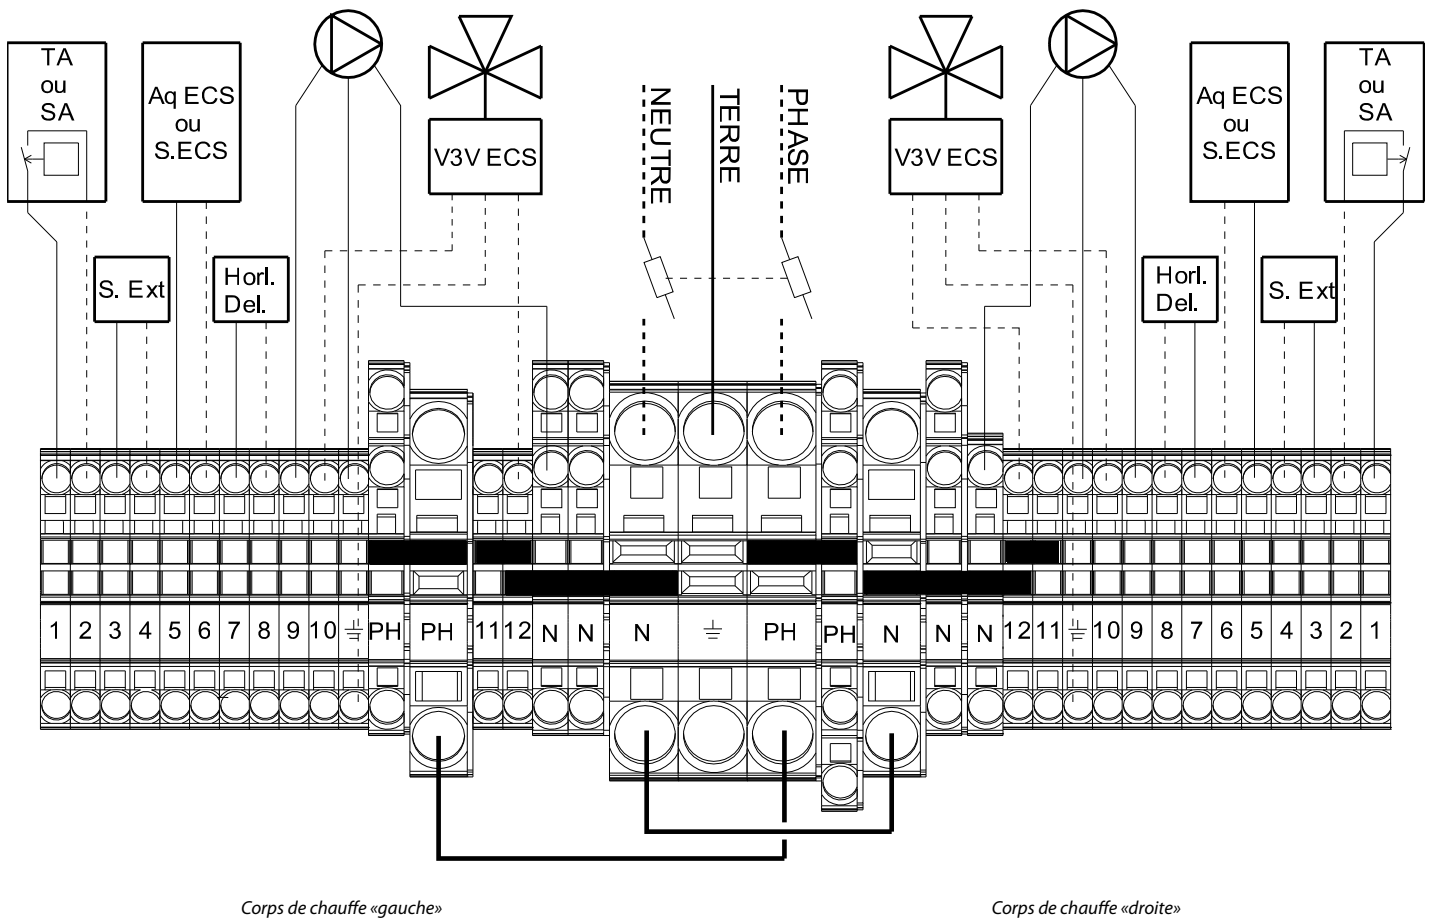 TA
ou
SA
Aq ECS
ou
S.ECS
V3V ECS
NEUTRE
TERRE
PHASE
V3V ECS
Aq ECS
ou
S.ECS
TA
ou
SA
S. Ext
Horl.
Del.
Horl.
Del.
S. Ext
1 2 3 4 5 6 7 8 9 10 PH PH 11 12 N N N PH PH N N N 12 11 10 9 8 7 6 5 4 3 2 1
Corps de chauffe «gauche»
Corps de chauffe «droite»